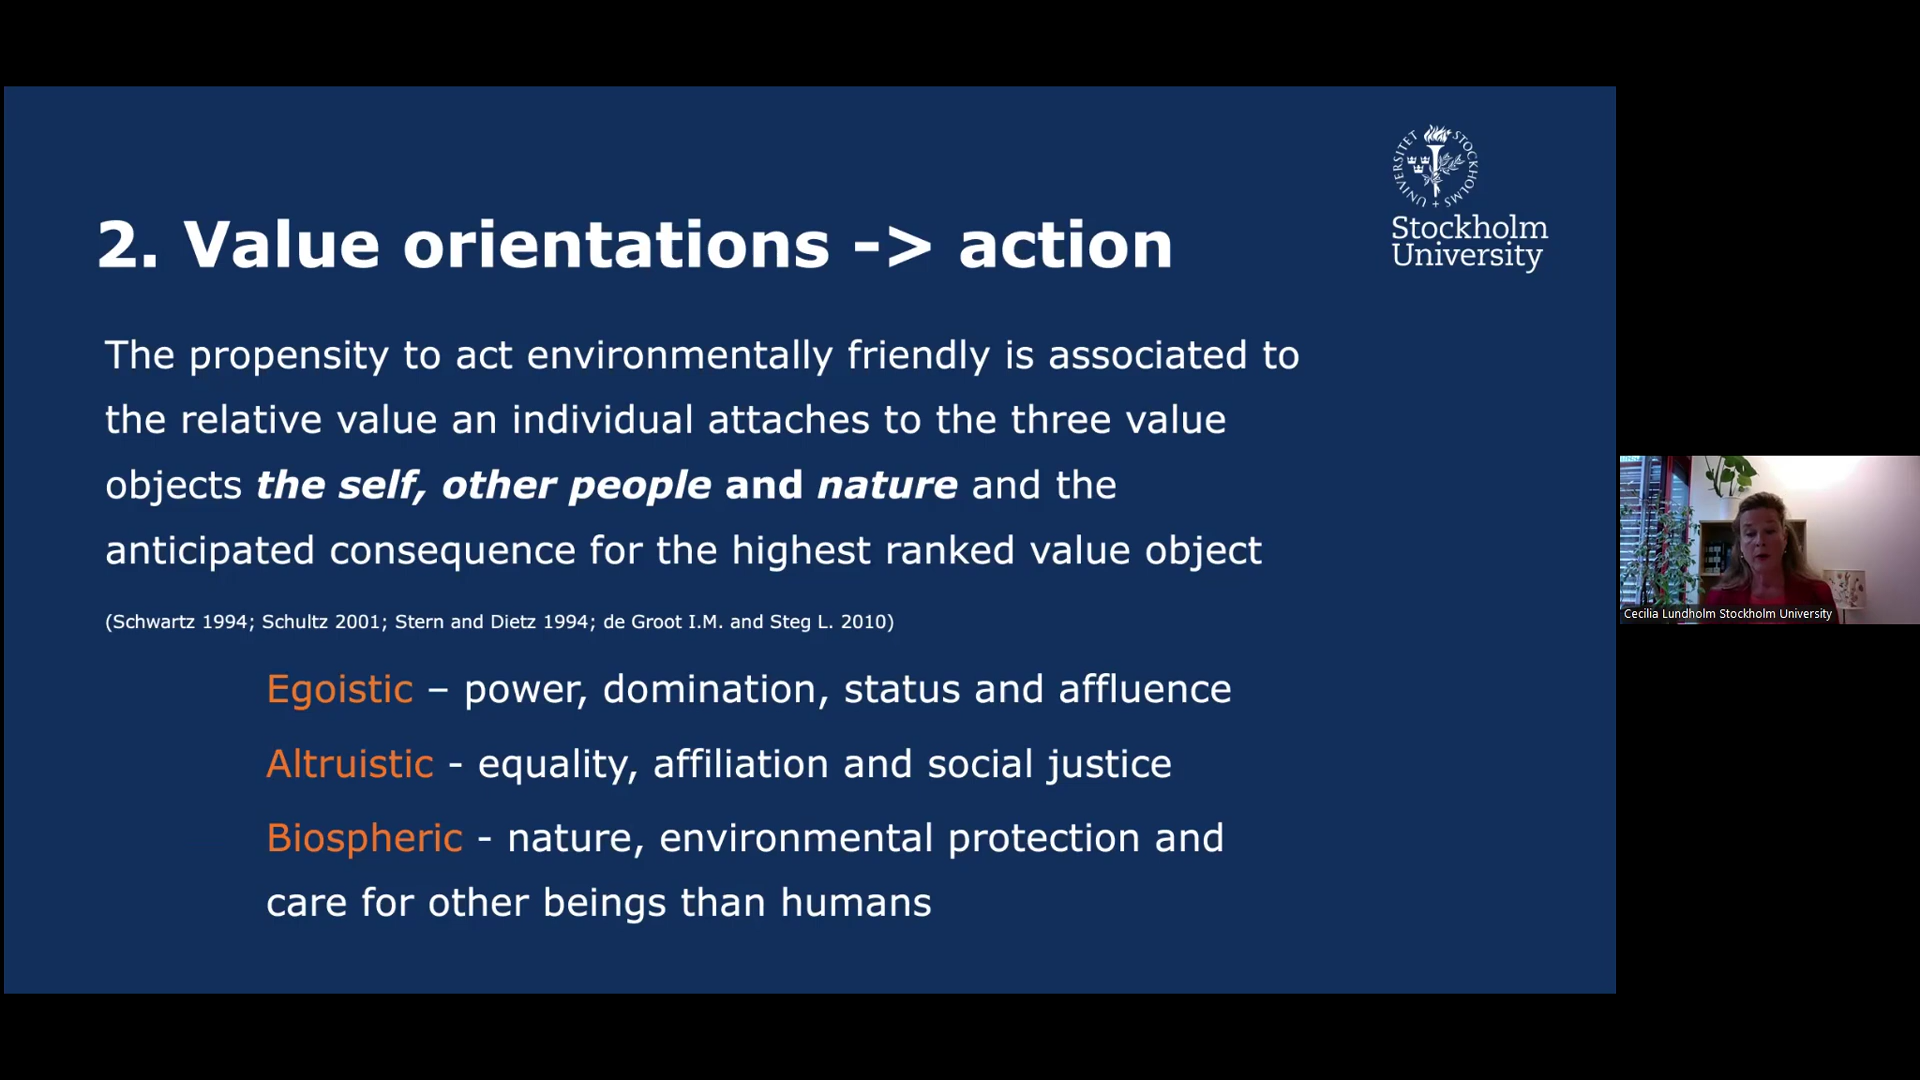 STOCKHOLMS UNIVERSITET
Stockholm
University
2. Value orientations -> action
The propensity to act environmentally friendly is associated to
the relative value an individual attaches to the three value
objects the self, other people and nature and the
anticipated consequence for the highest ranked value object
(Schwartz 1994; Schultz 2001; Stern and Dietz 1994; de Groot I.M. and Steg L. 2010)
Egoistic – power, domination, status and affluence
Altruistic - equality, affiliation and social justice
Biospheric - nature, environmental protection and
care for other beings than humans
Cecilia Lundholm Stockholm University